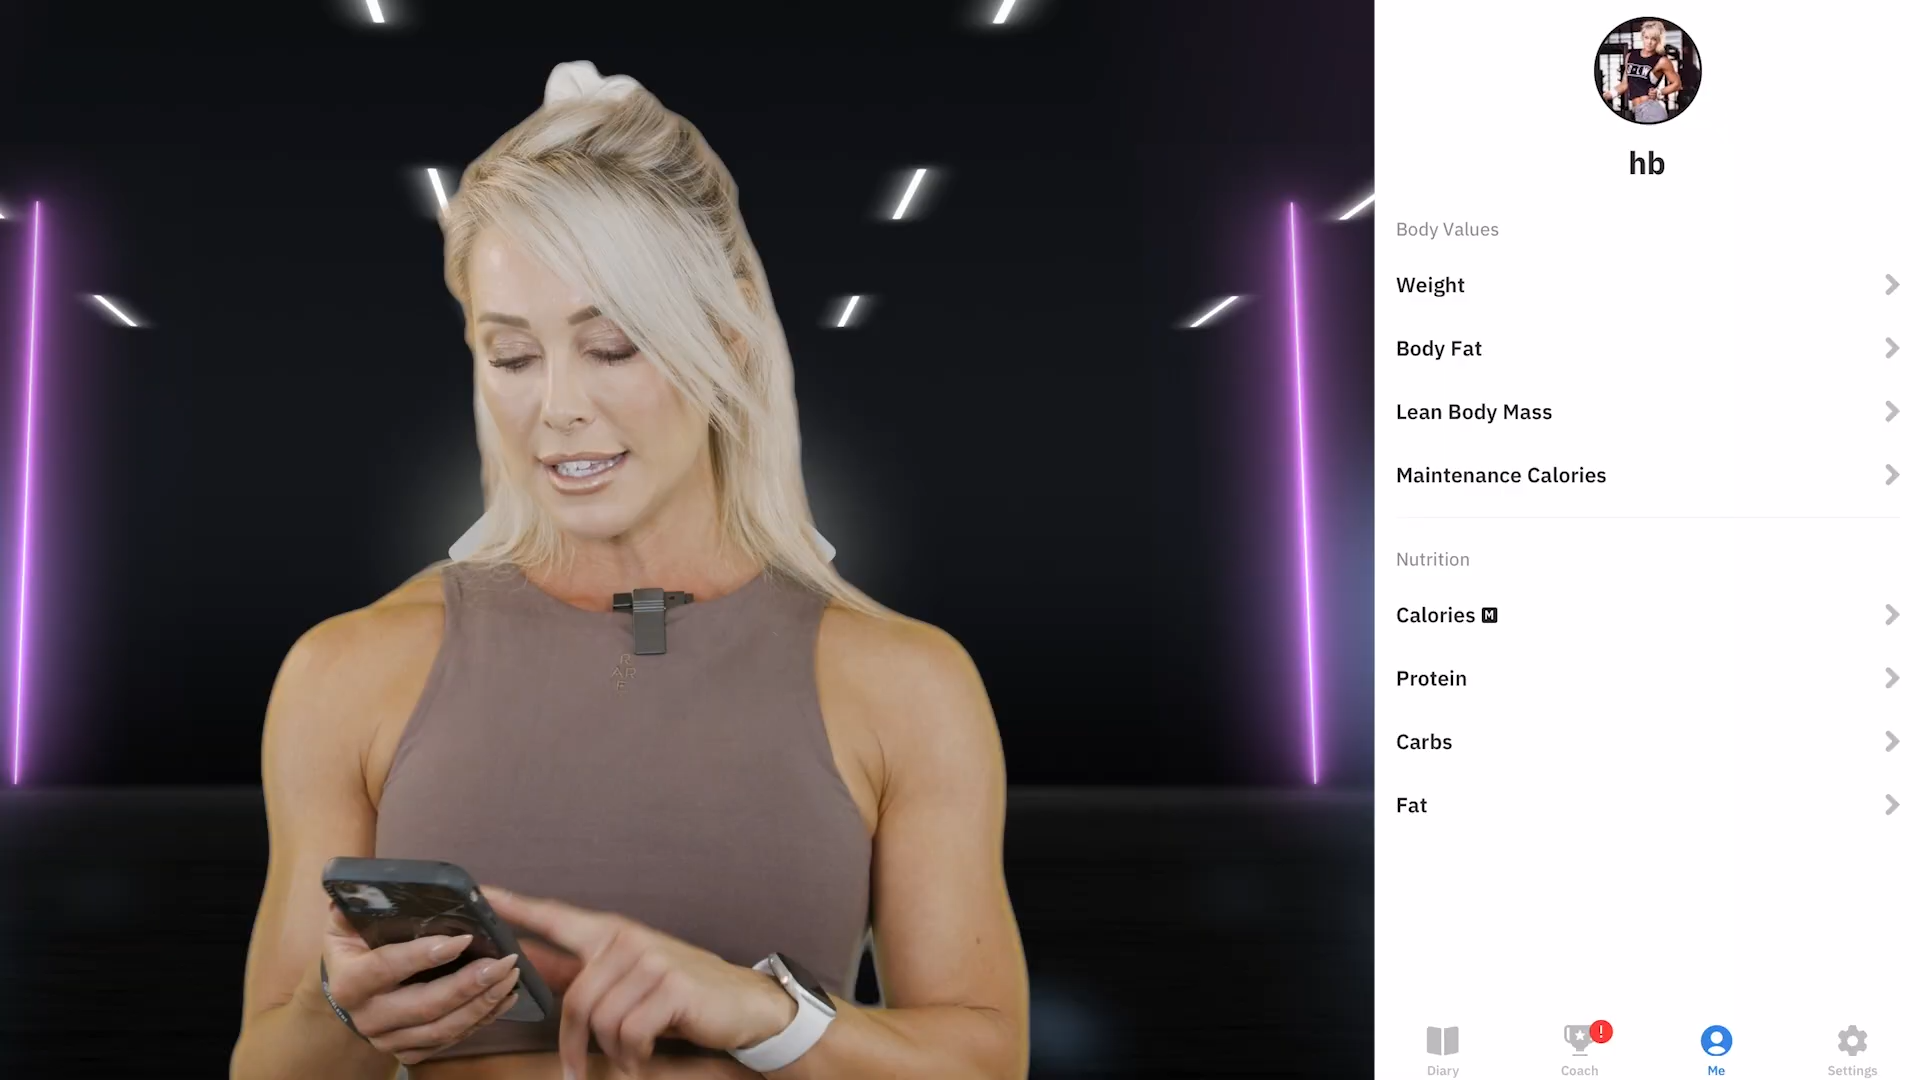 hb
Body Values
Weight
Body Fat
Lean Body Mass
Maintenance Calories
Nutrition
Calories M
Protein
Carbs
Fat
!
Diary
Coach
Me
Settings
R
AR
E